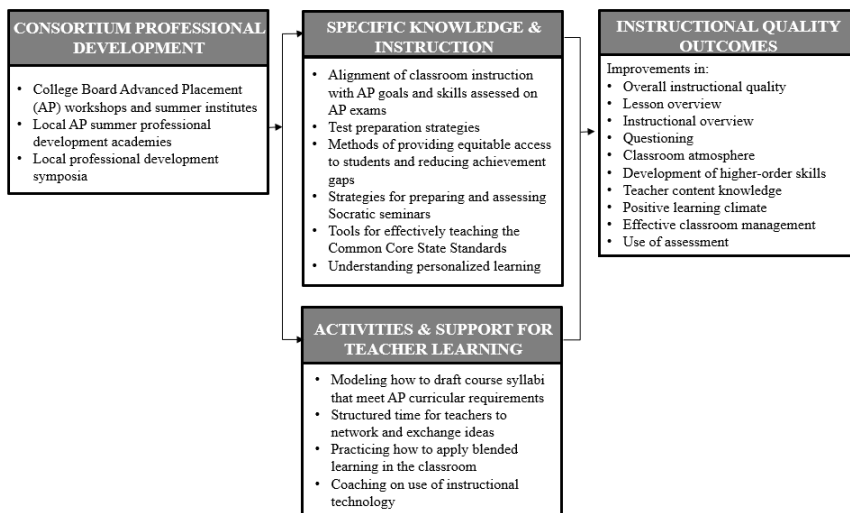 CONSORTIUM PROFESSIONAL
DEVELOPMENT
• College Board Advanced Placement
(AP) workshops and summer institutes
• Local AP summer professional
development academies
• Local professional development
symposia
SPECIFIC KNOWLEDGE &
INSTRUCTION
• Alignment of classroom instruction
with AP goals and skills assessed on
AP exams
• Test preparation strategies
• Methods of providing equitable access
to students and reducing achievement
gaps
• Strategies for preparing and assessing
Socratic seminars
• Tools for effectively teaching the
Common Core State Standards
• Understanding personalized learning
ACTIVITIES & SUPPORT FOR
TEACHER LEARNING
• Modeling how to draft course syllabi
that meet AP curricular requirements
• Structured time for teachers to
network and exchange ideas
• Practicing how to apply blended
learning in the classroom
• Coaching on use of instructional
technology
INSTRUCTIONAL QUALITY
OUTCOMES
Improvements in:
• Overall instructional quality
• Lesson overview
• Instructional overview
• Questioning
• Classroom atmosphere
• Development of higher-order skills
• Teacher content knowledge
• Positive learning climate
• Effective classroom management
• Use of assessment